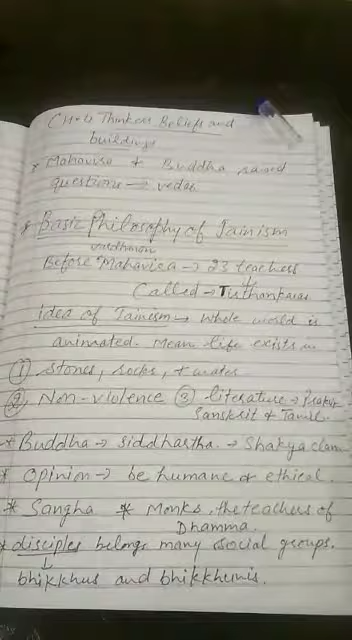 CH-4 Thinkers Beliefs and
buildings
* Mahavira + Buddha raised
questions → vedas
* Basic Philosophy of Jainism
vardhaman
Before Mahavira → 23 teachers
↓
Called → Tirthankaras
idea of Jainism → Whole world is
animated. Mean life exists in
① stones, rocks, + water
② Non-violence ③ literature → Prakrit
Sanskrit & Tamil.
* Buddha → Siddhartha. → Shakya clan
* Opinion → be humane & ethical.
* Sangha * Monks, the teachers of
Dhamma.
* disciples belongs many social groups.
↓
bhikkhus and bhikkhunis.